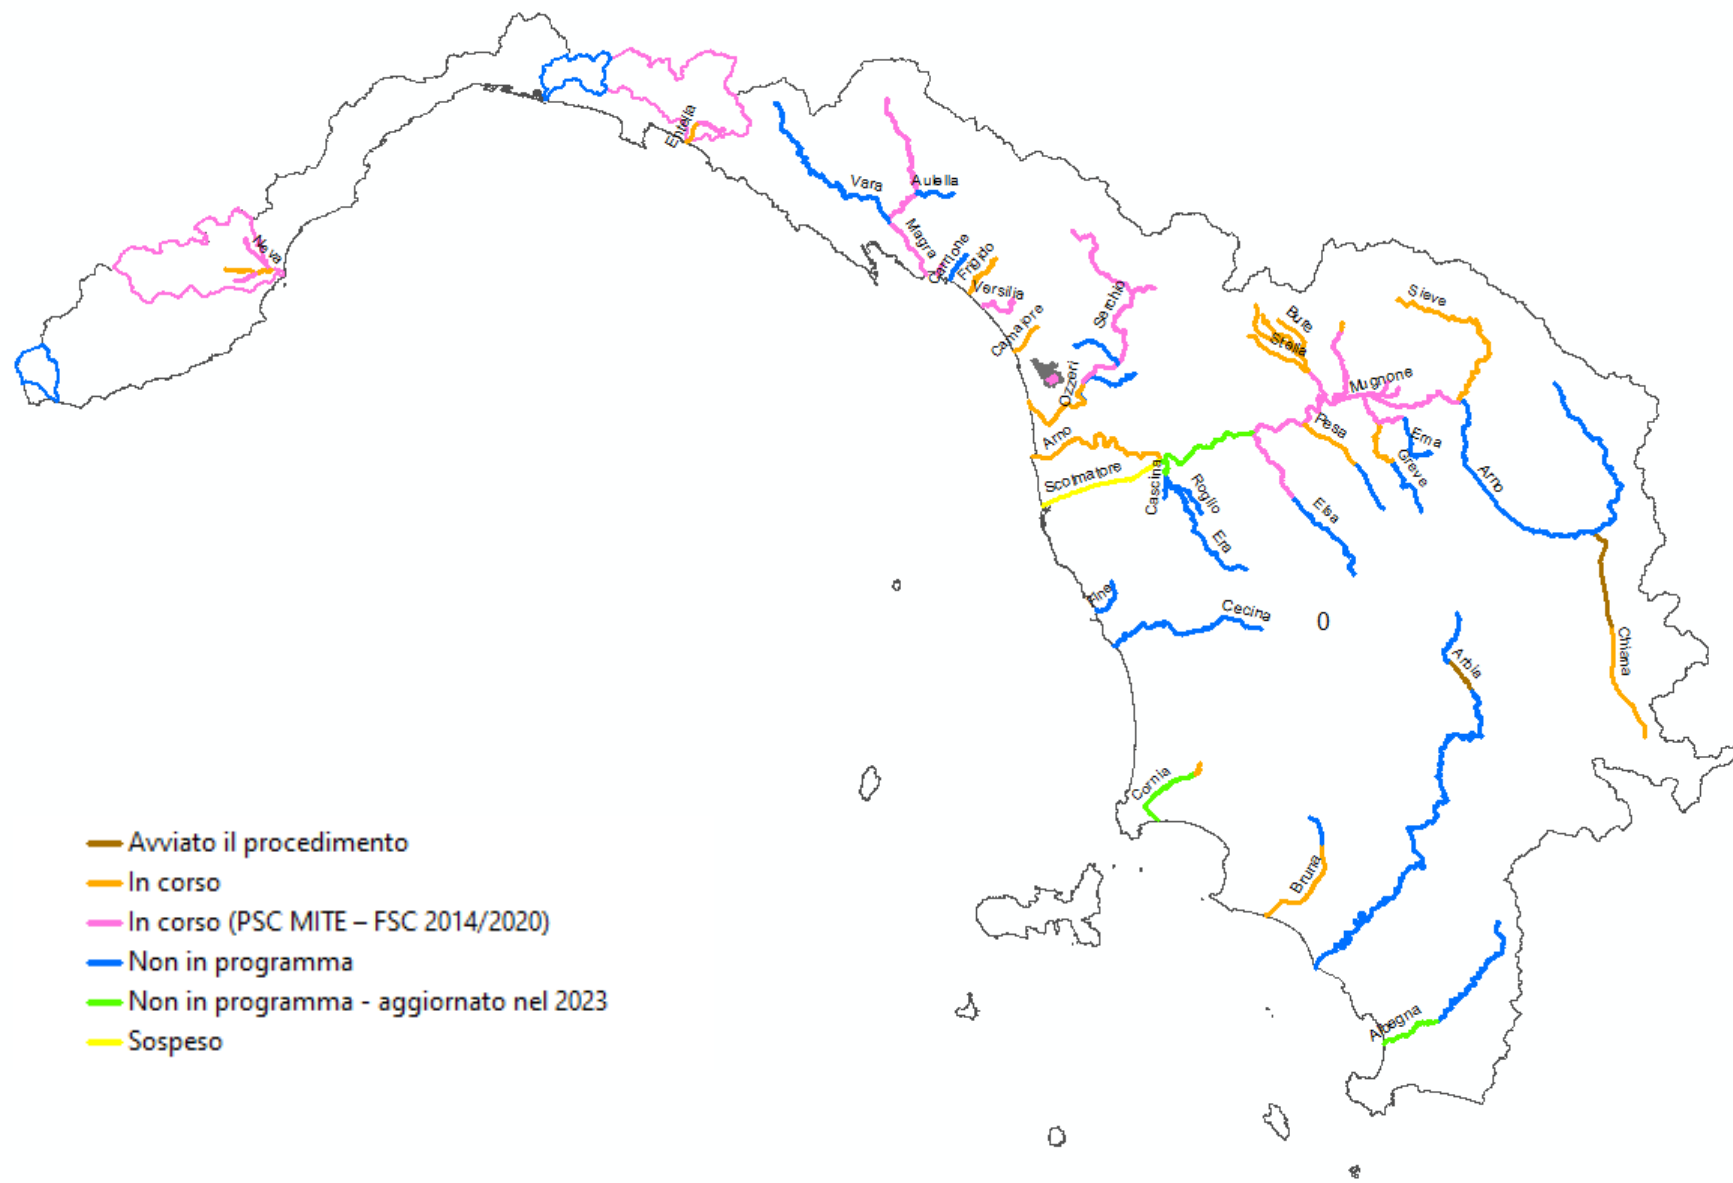 Entella
Vara
Aulella
Neva
Magra
Carrione
Frigido
Versilia
Serchio
Sieve
Camaiore
Bure
Stella
Ozzeri
Mugnone
Arno
Pesa
Ema
Greve
Arno
Scolmatore
Cascina
Roglio
Elsa
Era
Fine
Cecina
0
Chiana
Arbia
Cornia
Bruna
Albegna
Avviato il procedimento
In corso
In corso (PSC MITE – FSC 2014/2020)
Non in programma
Non in programma - aggiornato nel 2023
Sospeso